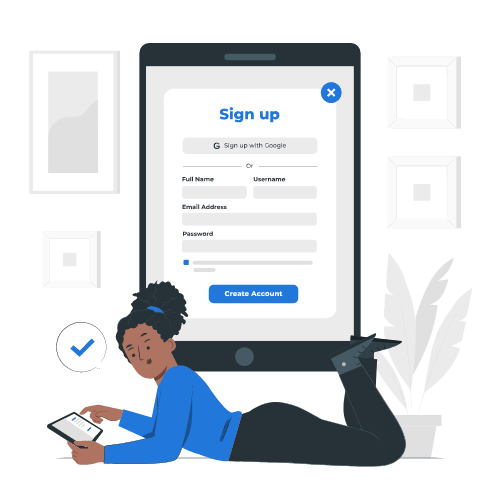 Sign up
G Sign up with Google
Or
Full Name Username
Email Address
Password
Create Account